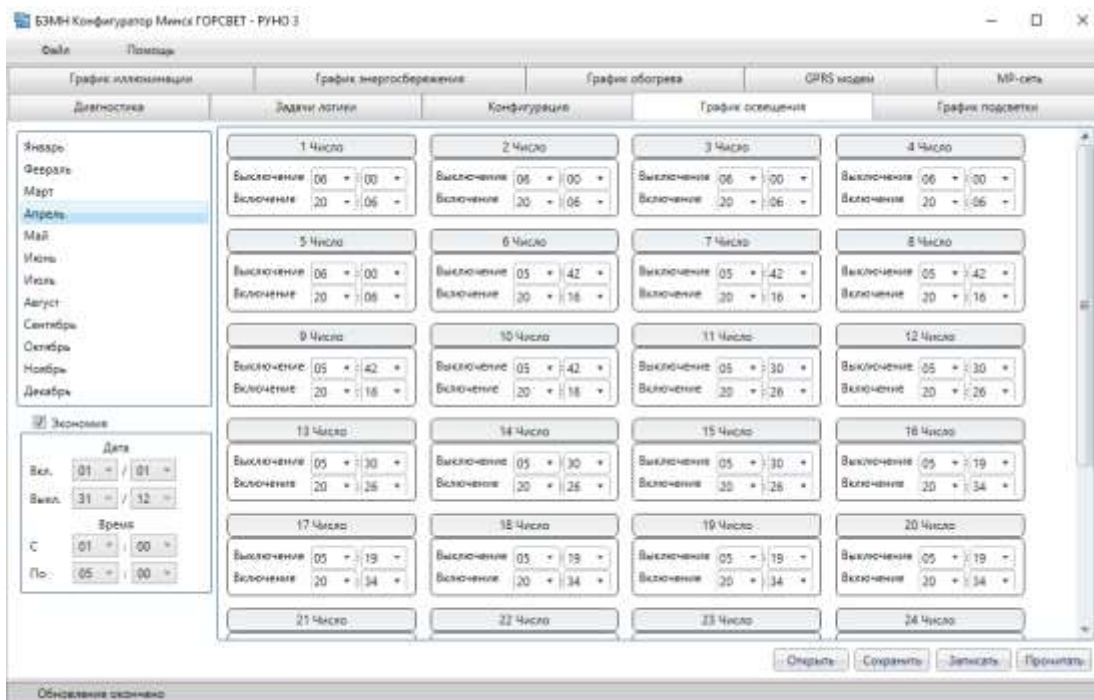 БЭМН Конфигуратор Минск ГОРСВЕТ - РУНО 3
Файл Помощь
График иллюминации График энергосбережения График обогрева GPRS модем МР-сеть
Диагностика Задачи логики Конфигурация График освещения График подсветки
Январь
Февраль
Март
Апрель
Май
Июнь
Июль
Август
Сентябрь
Октябрь
Ноябрь
Декабрь
Экономия
Дата
Вкл. 01 / 01
Выкл. 31 / 12
Время
С 01 : 00
По 05 : 00
1 Число 2 Число 3 Число 4 Число
Выключение 06 : 00 Выключение 06 : 00 Выключение 06 : 00 Выключение 06 : 00
Включение 20 : 06 Включение 20 : 06 Включение 20 : 06 Включение 20 : 06
5 Число 6 Число 7 Число 8 Число
Выключение 06 : 00 Выключение 05 : 42 Выключение 05 : 42 Выключение 05 : 42
Включение 20 : 06 Включение 20 : 16 Включение 20 : 16 Включение 20 : 16
9 Число 10 Число 11 Число 12 Число
Выключение 05 : 42 Выключение 05 : 42 Выключение 05 : 30 Выключение 05 : 30
Включение 20 : 16 Включение 20 : 16 Включение 20 : 26 Включение 20 : 26
13 Число 14 Число 15 Число 16 Число
Выключение 05 : 30 Выключение 05 : 30 Выключение 05 : 30 Выключение 05 : 19
Включение 20 : 26 Включение 20 : 26 Включение 20 : 26 Включение 20 : 34
17 Число 18 Число 19 Число 20 Число
Выключение 05 : 19 Выключение 05 : 19 Выключение 05 : 19 Выключение 05 : 19
Включение 20 : 34 Включение 20 : 34 Включение 20 : 34 Включение 20 : 34
21 Число 22 Число 23 Число 24 Число
Открыть Сохранить Записать Прочитать
Обновление окончено